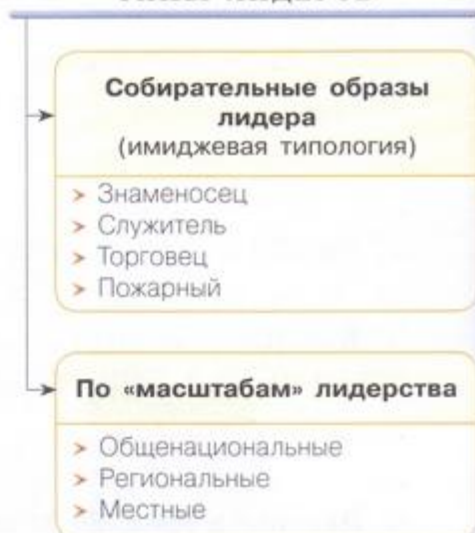 Собирательные образы
лидера
(имиджевая типология)
➤ Знаменосец
➤ Служитель
➤ Торговец
➤ Пожарный
По «масштабам» лидерства
➤ Общенациональные
➤ Региональные
➤ Местные